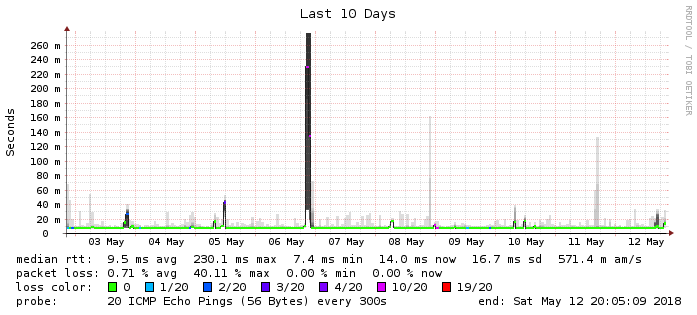 Last 10 Days
RRDTOOL / TOBI OETIKER
Seconds
260 m
240 m
220 m
200 m
180 m
160 m
140 m
120 m
100 m
80 m
60 m
40 m
20 m
0
03 May 04 May 05 May 06 May 07 May 08 May 09 May 10 May 11 May 12 May
median rtt: 9.5 ms avg 230.1 ms max 7.4 ms min 14.0 ms now 16.7 ms sd 571.4 m am/s
packet loss: 0.71 % avg 40.11 % max 0.00 % min 0.00 % now
loss color: 0 1/20 2/20 3/20 4/20 10/20 19/20
probe: 20 ICMP Echo Pings (56 Bytes) every 300s end: Sat May 12 20:05:09 2018